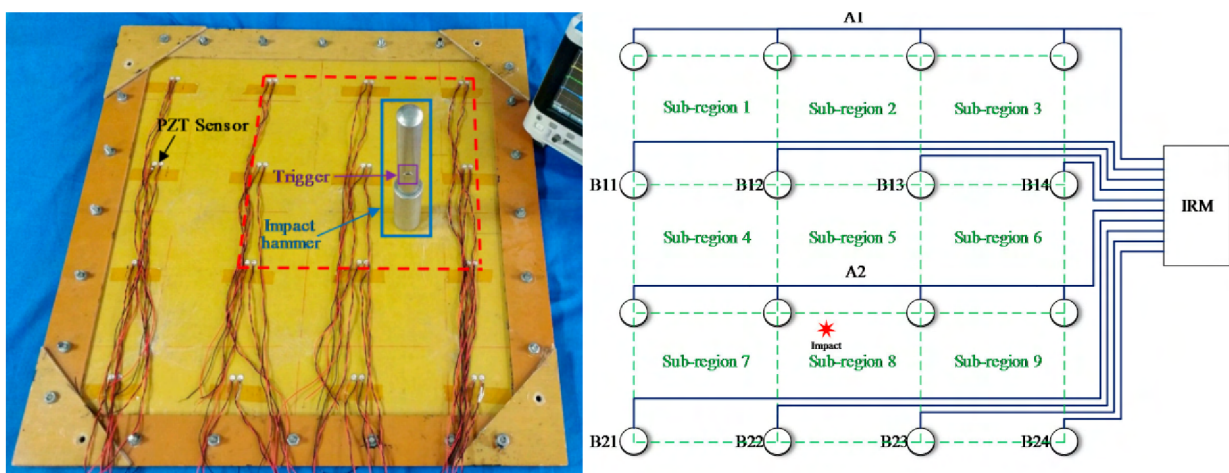 PZT Sensor
Trigger
Impact
hammer
A1
Sub-region 1
Sub-region 2
Sub-region 3
B11
B12
B13
B14
IRM
Sub-region 4
Sub-region 5
Sub-region 6
A2
Impact
Sub-region 7
Sub-region 8
Sub-region 9
B21
B22
B23
B24